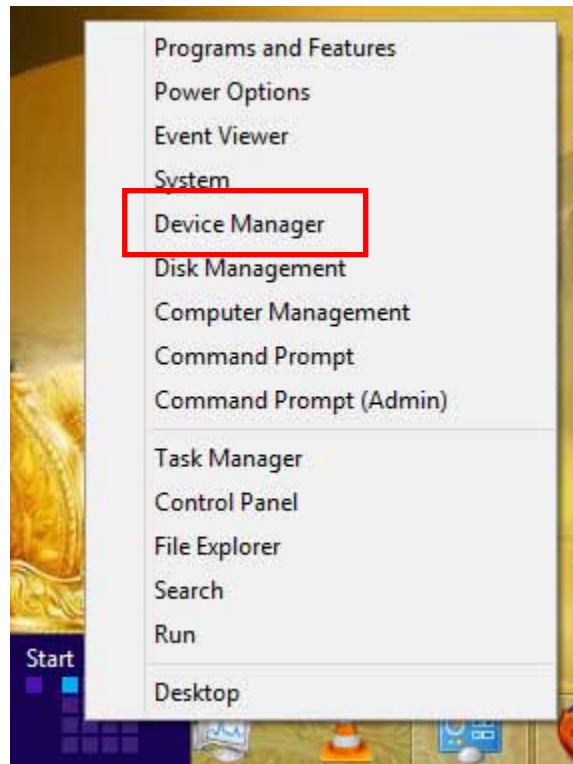 Programs and Features
Power Options
Event Viewer
System
Device Manager
Disk Management
Computer Management
Command Prompt
Command Prompt (Admin)
Task Manager
Control Panel
File Explorer
Search
Run
Desktop
Start